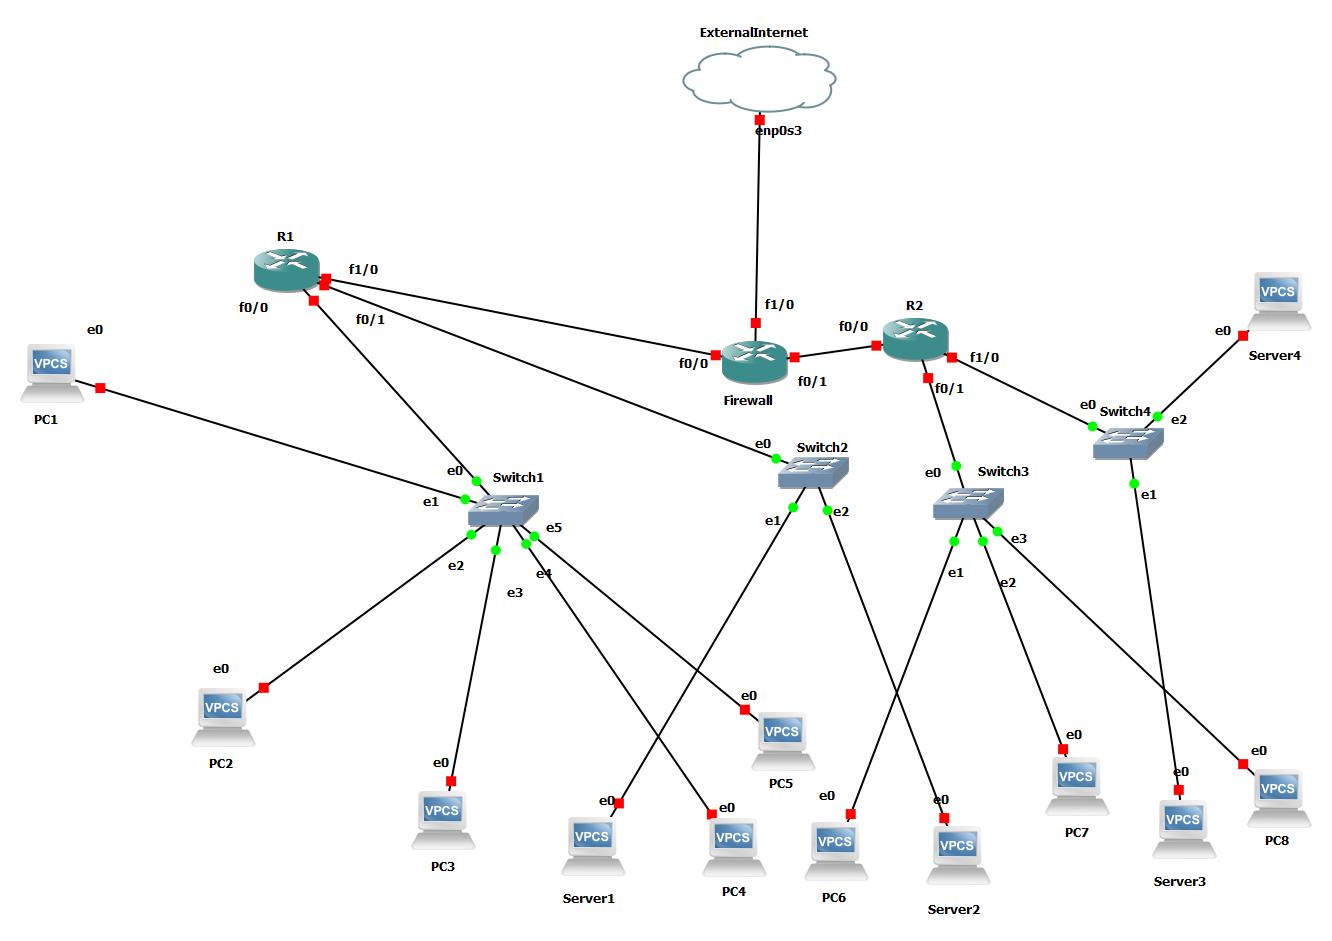 ExternalInternet
enp0s3
R1
f1/0
f0/0
f0/1
f1/0
R2
f0/0
f0/0
f0/1
Firewall
f1/0
f0/1
VPCS
e0
Server4
e0
VPCS
PC1
e0
Switch4
e2
e1
e0
Switch2
e1
e2
e0
Switch1
e1
e2
e3
e4
e5
e0
Switch3
e1
e2
e3
e0
VPCS
PC2
e0
VPCS
PC3
e0
VPCS
Server1
e0
VPCS
PC4
e0
VPCS
PC5
e0
VPCS
PC6
e0
VPCS
Server2
e0
VPCS
PC7
e0
VPCS
Server3
e0
VPCS
PC8